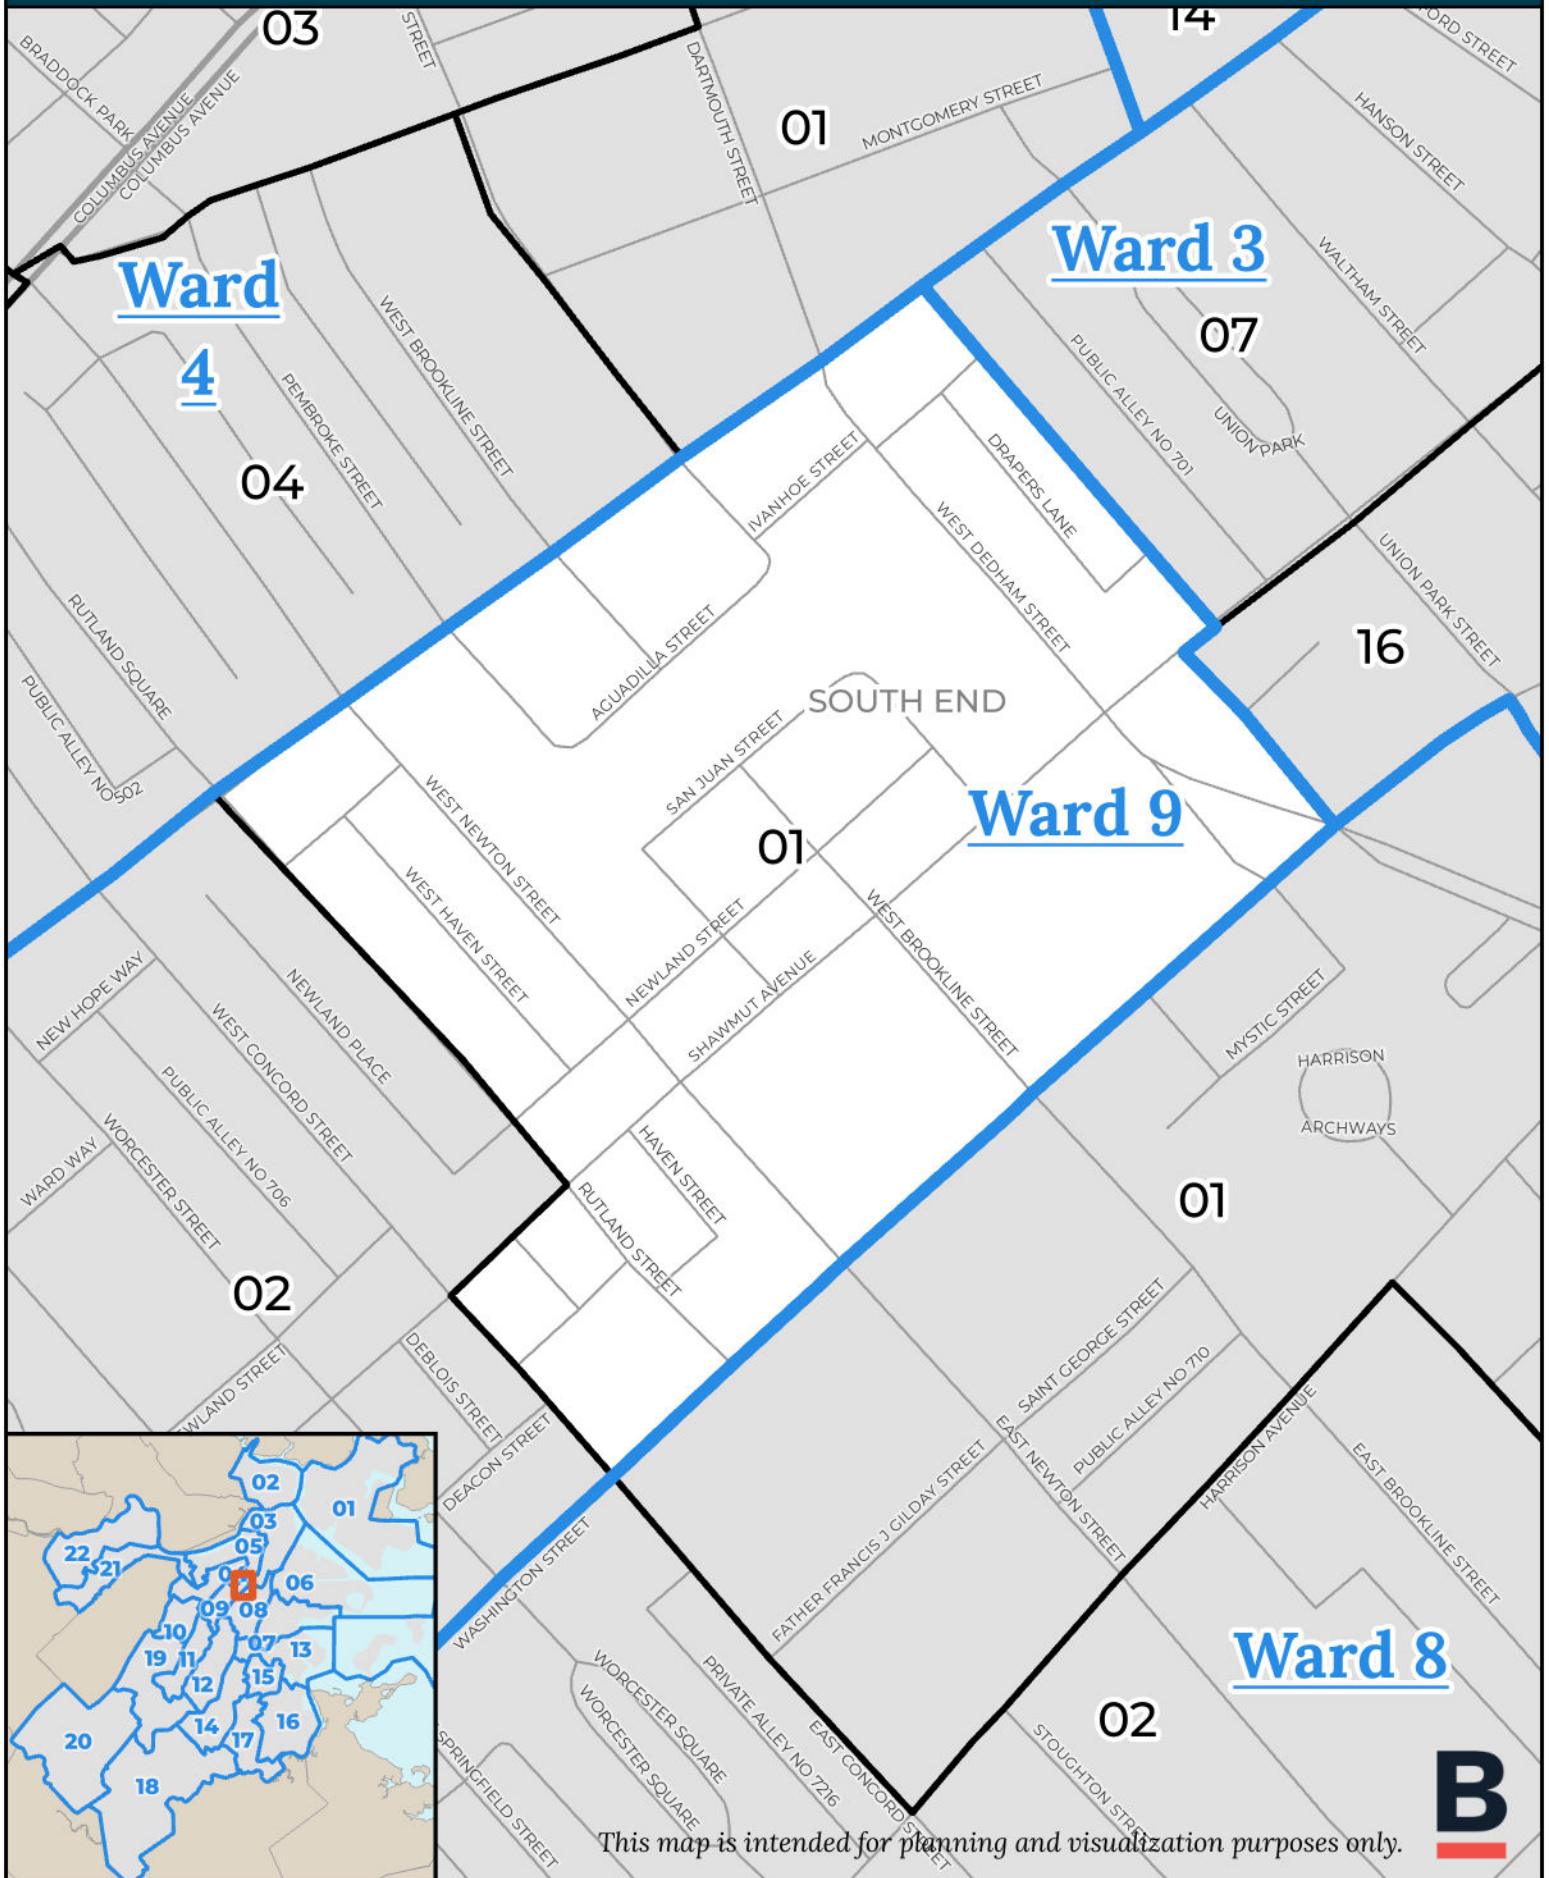 03
14
STREET
FORD STREET
BRADDOCK PARK
COLUMBUS AVENUE
COLUMBUS AVENUE
DARTMOUTH STREET
01
MONTGOMERY STREET
HANSON STREET
Ward 3
07
WALTHAM STREET
PUBLIC ALLEY NO 701
UNION PARK
Ward
4
04
WEST BROOKLINE STREET
PEMBROKE STREET
IVANHOE STREET
DRAPERS LANE
WEST DEDHAM STREET
UNION PARK STREET
16
RUTLAND SQUARE
PUBLIC ALLEY NO 502
AGUADILLA STREET
SOUTH END
SAN JUAN STREET
Ward 9
01
WEST NEWTON STREET
WEST HAVEN STREET
NEWLAND STREET
SHAWMUT AVENUE
WEST BROOKLINE STREET
NEW HOPE WAY
NEWLAND PLACE
WEST CONCORD STREET
PUBLIC ALLEY NO 706
WORCESTER STREET
WARD WAY
MYSTIC STREET
HARRISON
ARCHWAYS
HAVEN STREET
RUTLAND STREET
01
02
DEBLOIS STREET
WLAND STREET
DEACON STREET
SAINT GEORGE STREET
PUBLIC ALLEY NO 710
HARRISON AVENUE
EAST NEWTON STREET
EAST BROOKLINE STREET
FATHER FRANCIS J GILDAY STREET
WASHINGTON STREET
WORCESTER SQUARE
WORCESTER SQUARE
PRIVATE ALLEY NO 7216
EAST CONCORD STREET
STOUGHTON STREET
SPRINGFIELD STREET
Ward 8
02
02
01
03
05
22
21
06
09
08
10
07
13
19
11
12
15
14
16
17
20
18
This map is intended for planning and visualization purposes only.
B